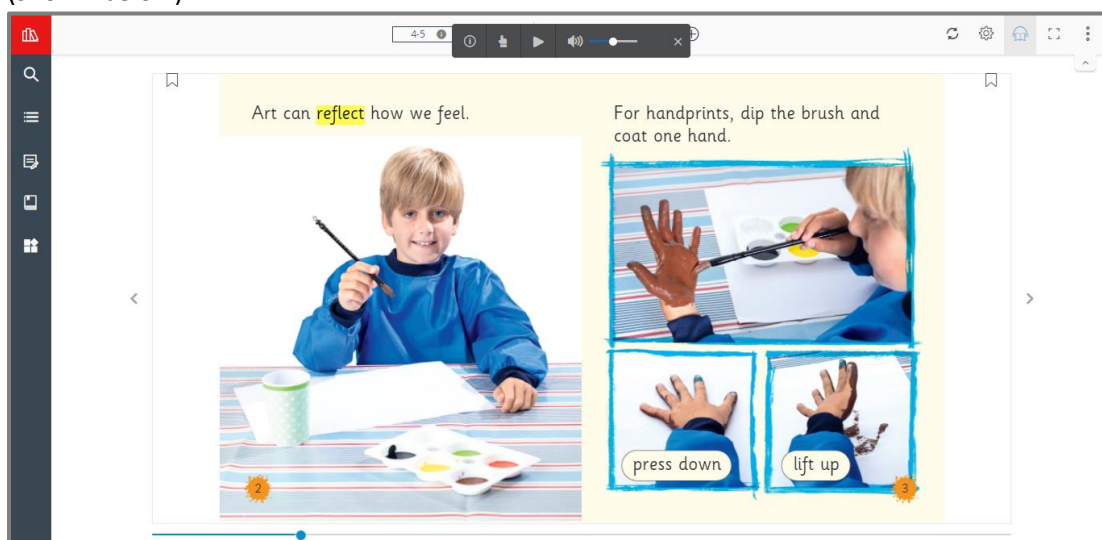 4-5
Art can reflect how we feel.
For handprints, dip the brush and
coat one hand.
press down
lift up
2
3